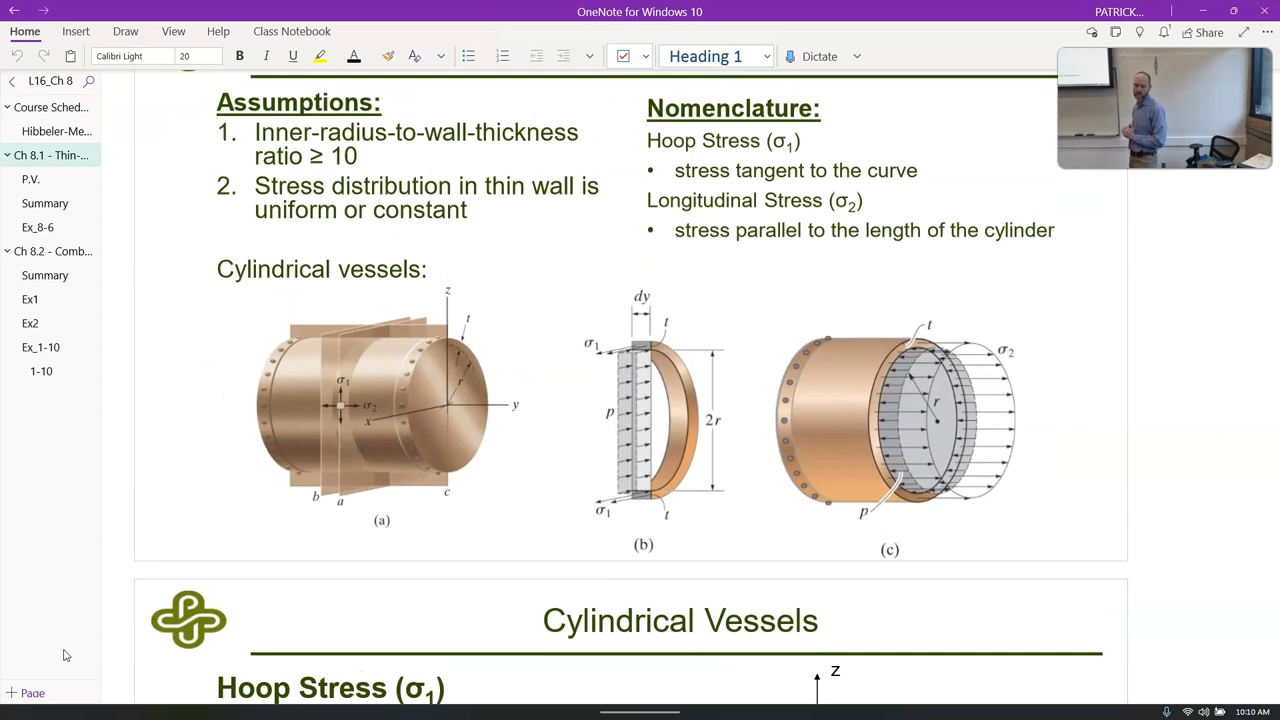 OneNote for Windows 10
PATRICK...
Home Insert Draw View Help Class Notebook
Share
Calibri Light 20 B I U A Heading 1 Dictate
L16_Ch 8
Course Sched...
Hibbeler-Me...
Ch 8.1 - Thin-...
P.V.
Summary
Ex_8-6
Ch 8.2 - Comb...
Summary
Ex1
Ex2
Ex_1-10
1-10
+ Page
Assumptions:
1. Inner-radius-to-wall-thickness
ratio ≥ 10
2. Stress distribution in thin wall is
uniform or constant
Nomenclature:
Hoop Stress (σ1)
• stress tangent to the curve
Longitudinal Stress (σ2)
• stress parallel to the length of the cylinder
Cylindrical vessels:
z
t
r
σ1
σ2
x
y
b
a
c
(a)
dy
t
σ1
p
2r
σ1
t
(b)
t
σ2
r
p
(c)
PU
Cylindrical Vessels
Hoop Stress (σ1)
z
10:10 AM